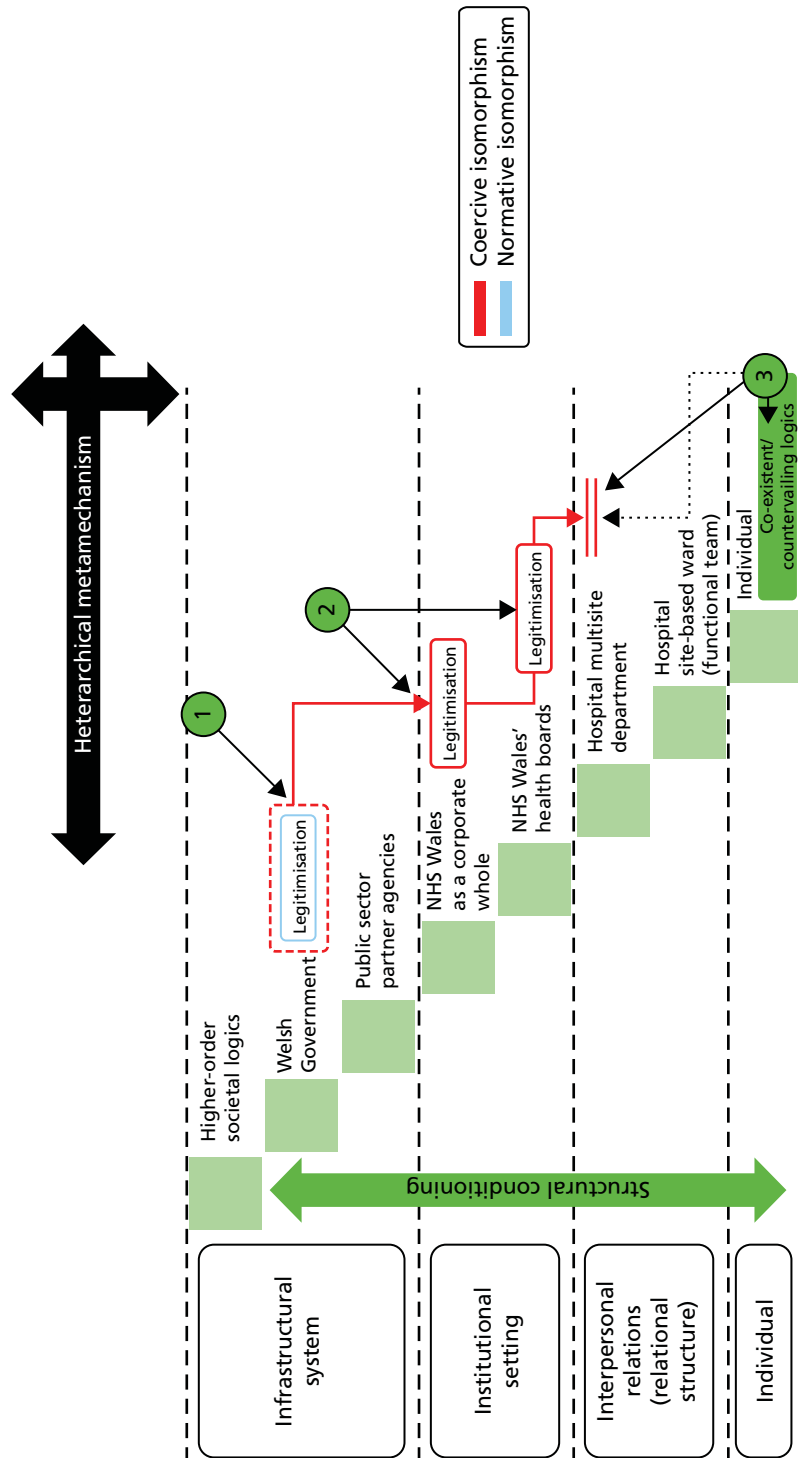 Heterarchical metamechanism
Infrastructural
system
Institutional
setting
Interpersonal
relations
(relational
structure)
Individual
Structural conditioning
Higher-order
societal logics
Welsh
Government
Public sector
partner agencies
NHS Wales
as a corporate
whole
NHS Wales'
health boards
Hospital multisite
department
Hospital
site-based ward
(functional team)
Individual
Legitimisation
1
Legitimisation
2
Legitimisation
Co-existent/
countervailing logics
3
Coercive isomorphism
Normative isomorphism